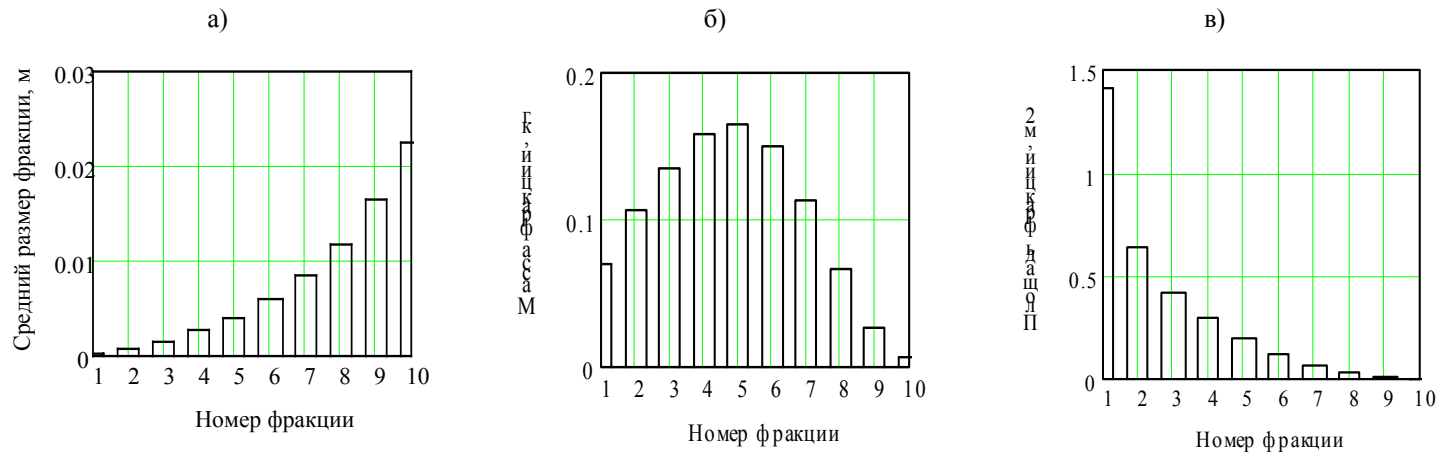 а)
0.03
0.02
0.01
0
1 2 3 4 5 6 7 8 9 10
Средний размер фракции, м
Номер фракции
б)
0.2
0.1
0
1 2 3 4 5 6 7 8 9 10
Масса фракции, кг
Номер фракции
в)
1.5
1
0.5
0
1 2 3 4 5 6 7 8 9 10
Площадь фракции, м2
Номер фракции